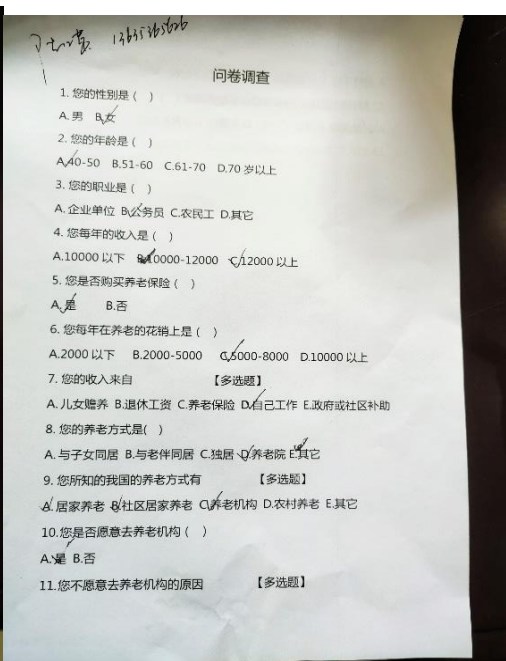 问卷调查
1. 您的性别是（ ）
A. 男 B.女
2. 您的年龄是（ ）
A.40-50 B.51-60 C.61-70 D.70 岁以上
3. 您的职业是（ ）
A. 企业单位 B.公务员 C.农民工 D.其它
4. 您每年的收入是（ ）
A.10000 以下 B.10000-12000 C.12000 以上
5. 您是否购买养老保险（ ）
A. 是 B.否
6. 您每年在养老的花销上是（ ）
A.2000 以下 B.2000-5000 C.5000-8000 D.10000 以上
7. 您的收入来自 【多选题】
A. 儿女赡养 B.退休工资 C.养老保险 D.自己工作 E.政府或社区补助
8. 您的养老方式是( ）
A. 与子女同居 B.与老伴同居 C.独居 D.养老院 E.其它
9. 您所知的我国的养老方式有 【多选题】
A. 居家养老 B.社区居家养老 C.养老机构 D.农村养老 E.其它
10.您是否愿意去养老机构（ ）
A.是 B.否
11.您不愿意去养老机构的原因 【多选题】